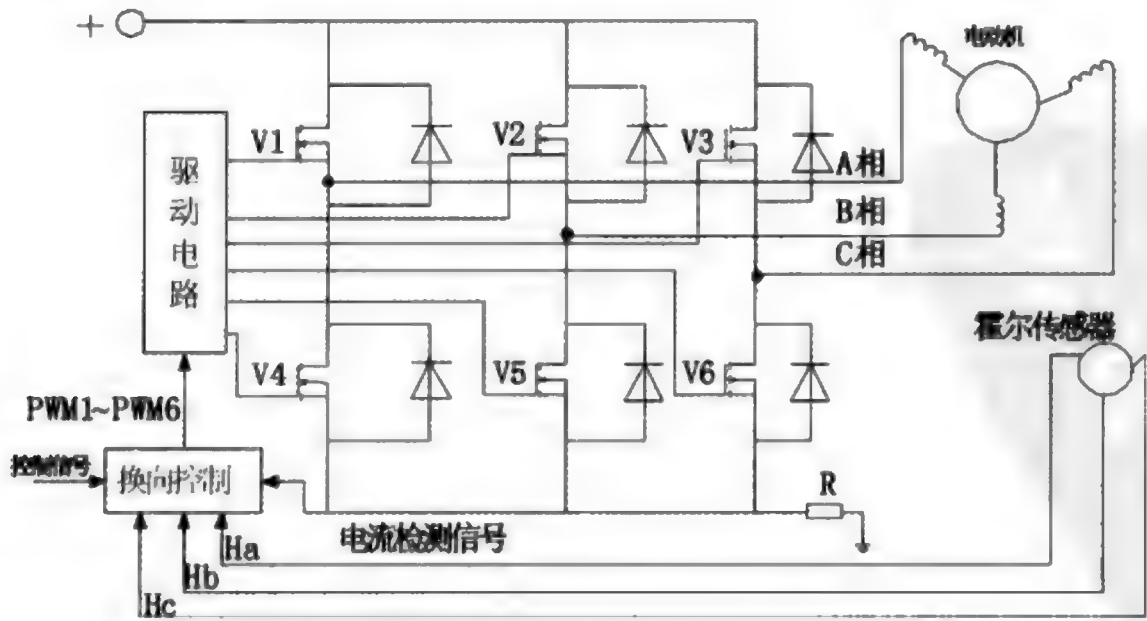 +
电动机
V1
V2
V3
A相
驱动电路
B相
C相
霍尔传感器
V4
V5
V6
PWM1~PWM6
控制信号
换向控制
R
电流检测信号
Ha
Hb
Hc